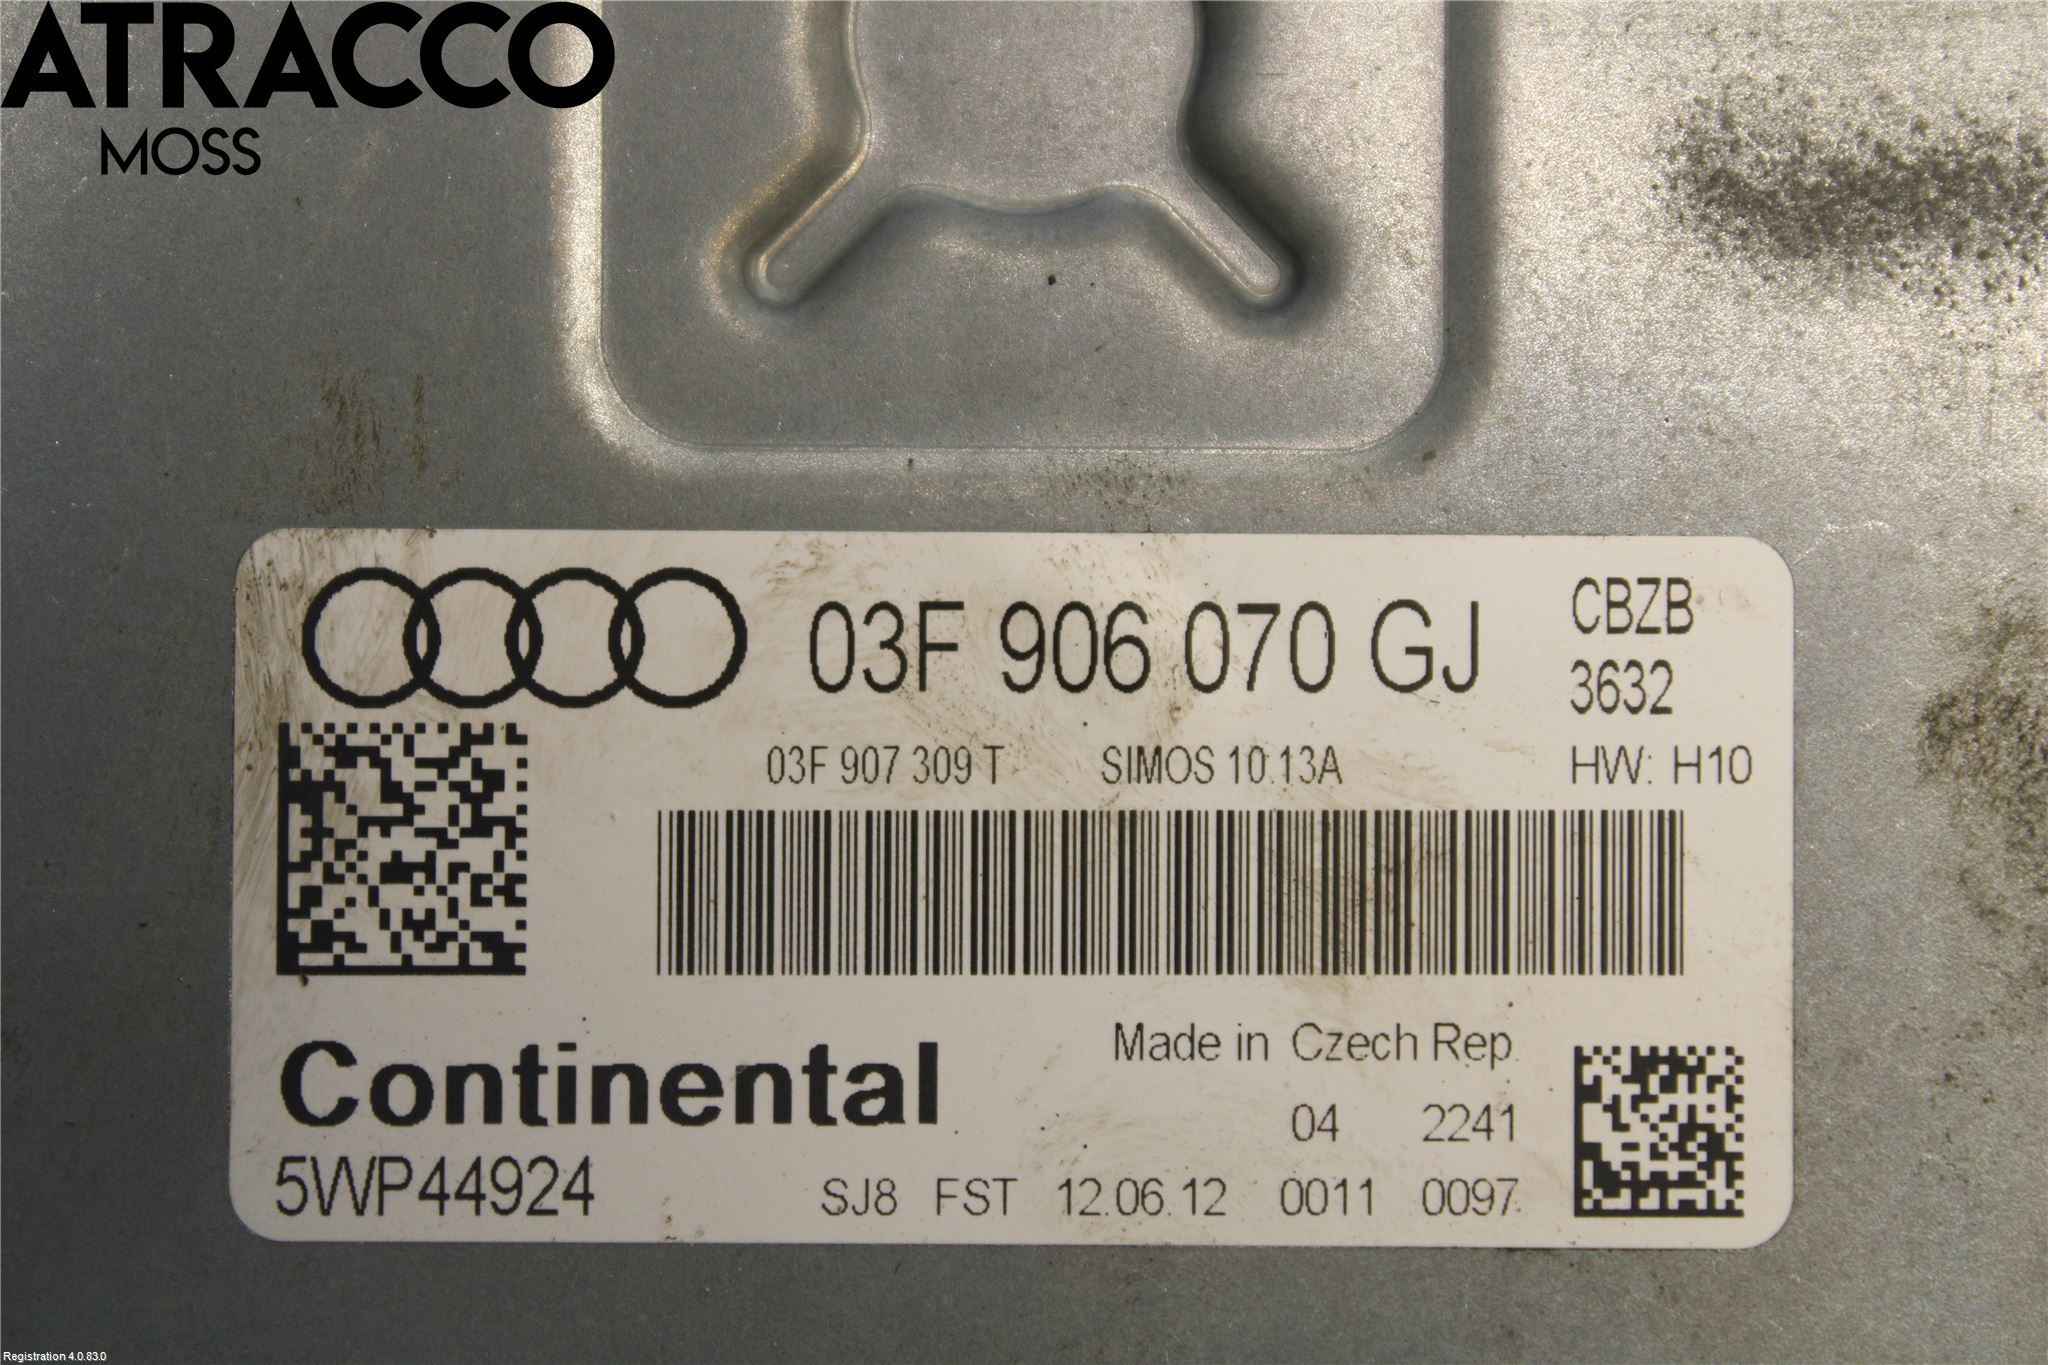 ATRACCO
MOSS
03F 906 070 GJ
CBZB
3632
03F 907 309 T SIMOS 10.13A HW: H10
Made in Czech Rep.
Continental
04 2241
5WP44924 SJ8 FST 12.06.12 0011 0097
Registration 4.0.83.0